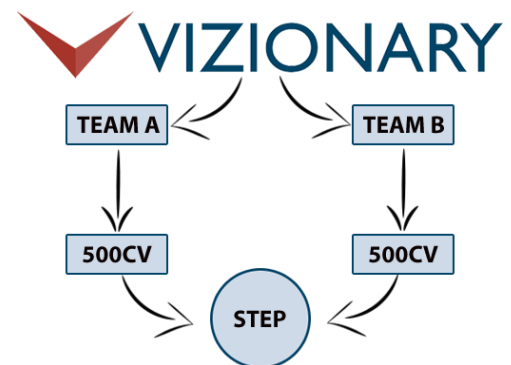 VIZIONARY
TEAM A
TEAM B
500CV
500CV
STEP